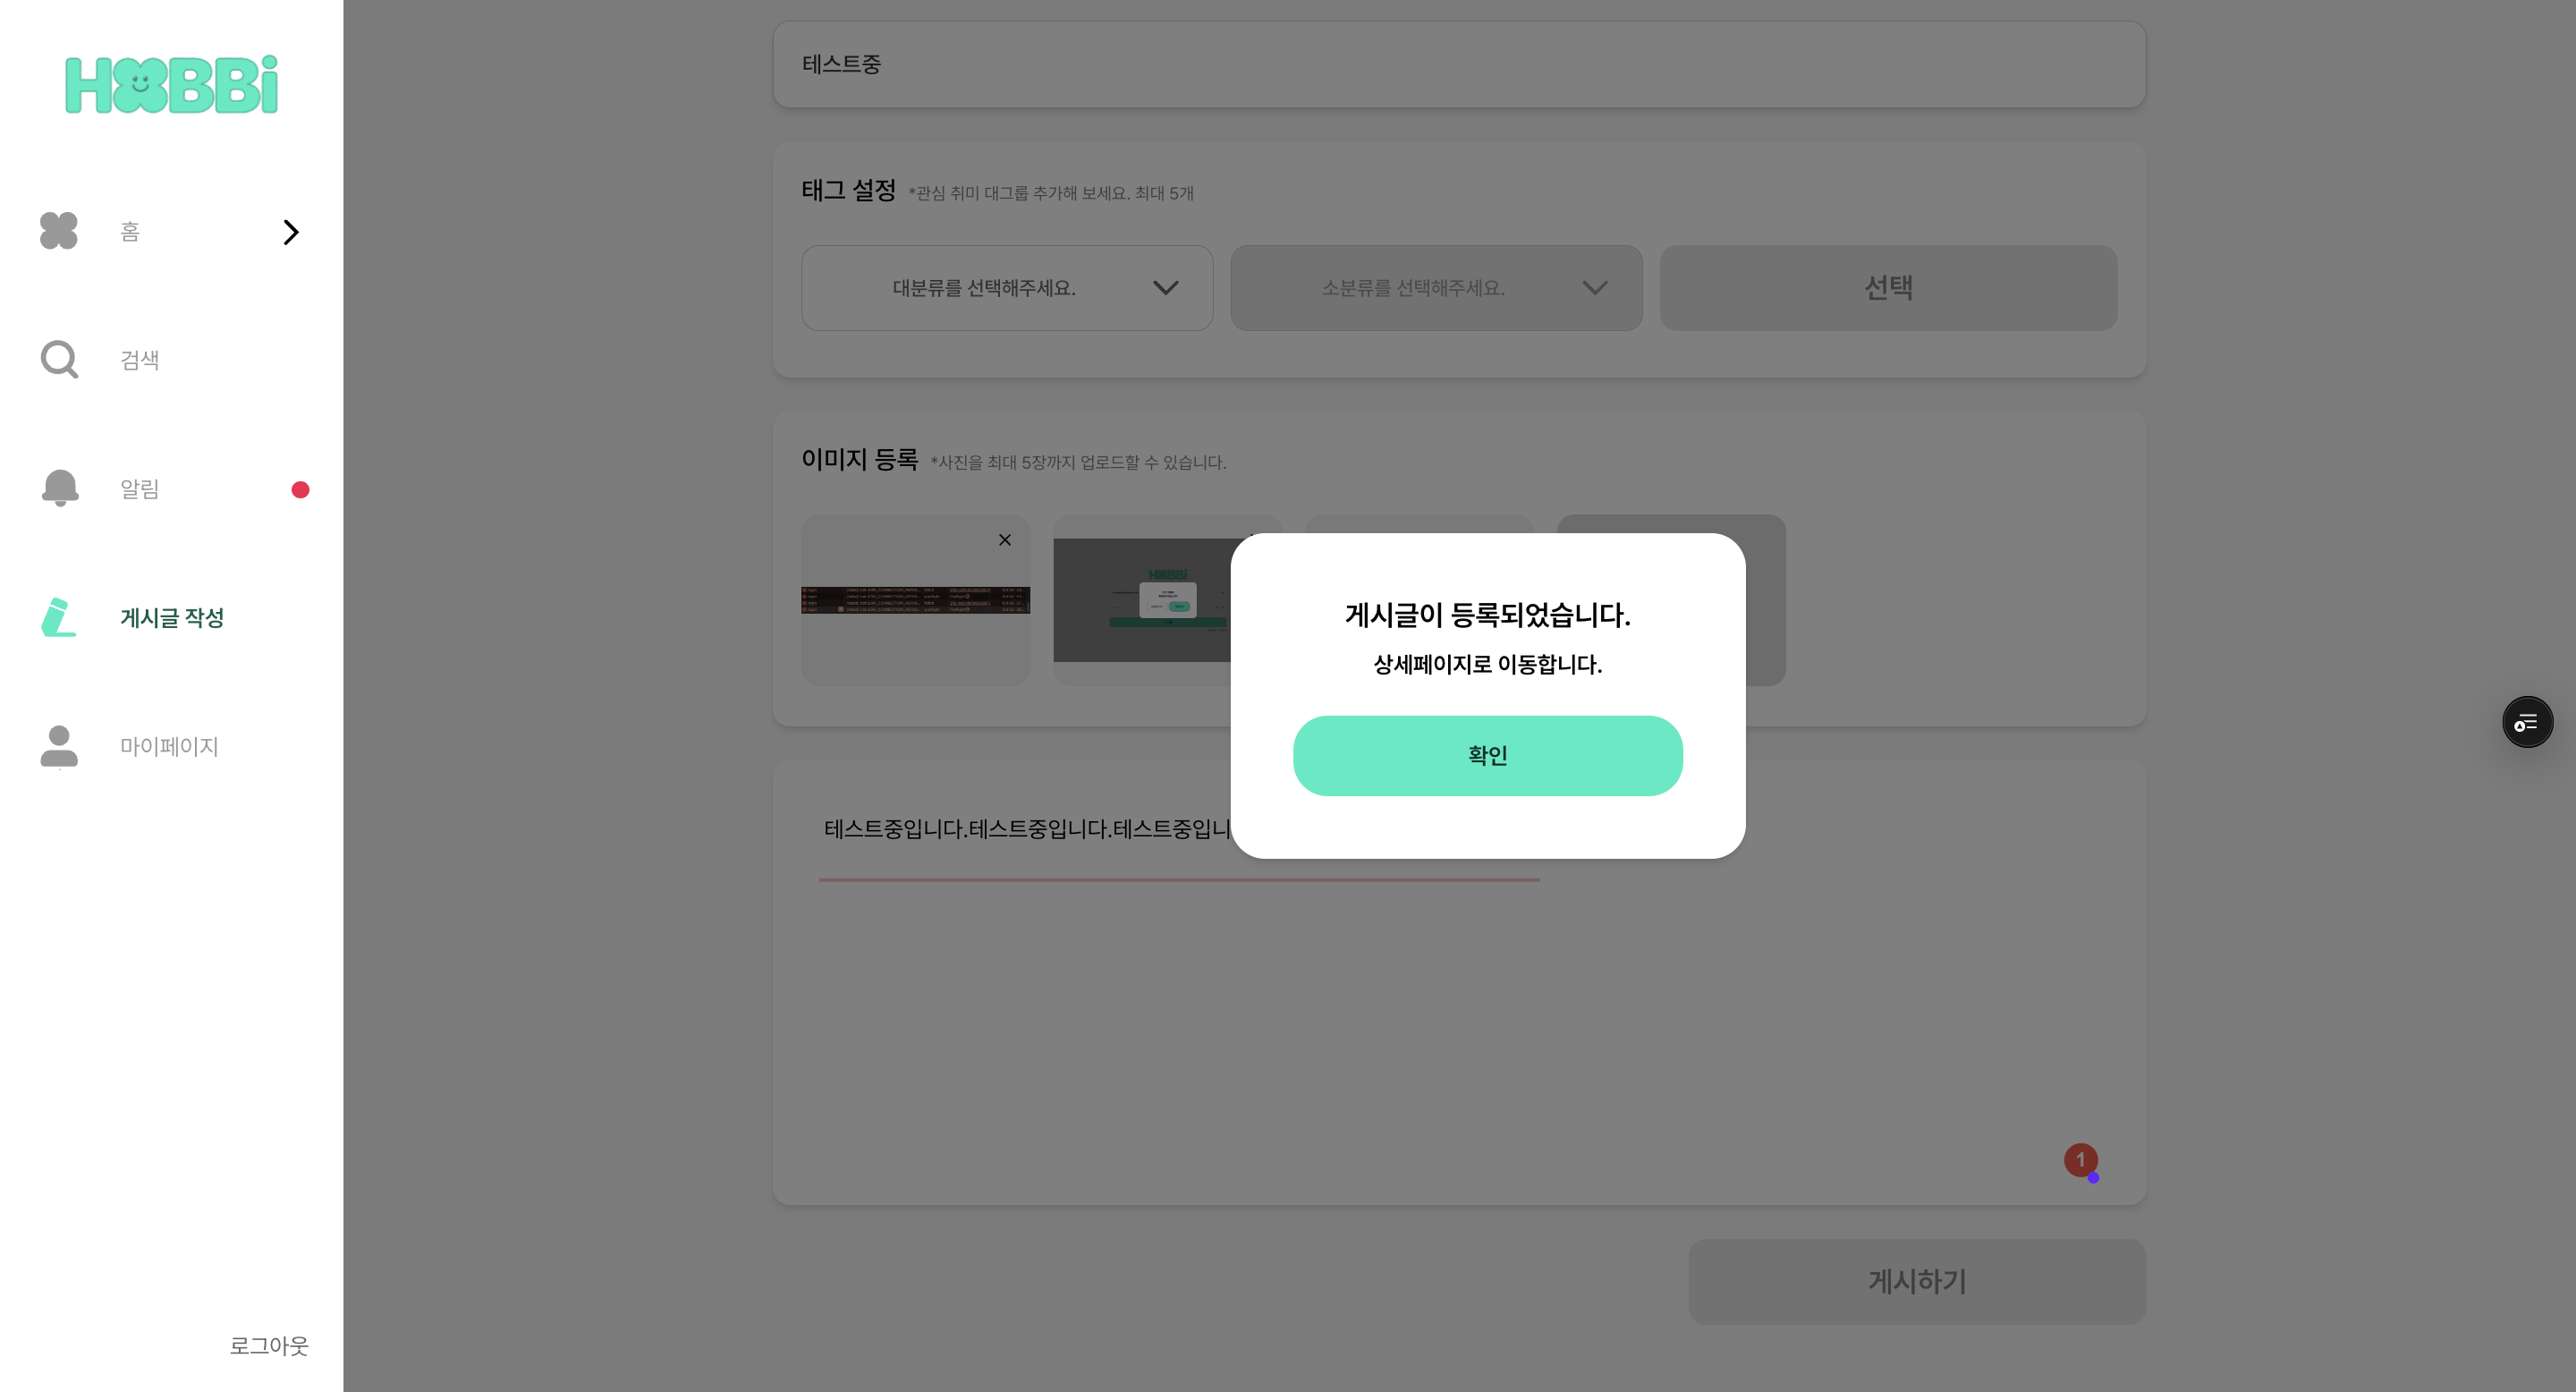 HOBBi
홈
검색
알림
게시글 작성
마이페이지
로그아웃
테스트중
태그 설정 *관심 취미 대그룹 추가해 보세요. 최대 5개
대분류를 선택해주세요. 소분류를 선택해주세요. 선택
이미지 등록 *사진을 최대 5장까지 업로드할 수 있습니다.
게시글이 등록되었습니다.
상세페이지로 이동합니다.
확인
테스트중입니다.테스트중입니다.테스트중입니
1
게시하기